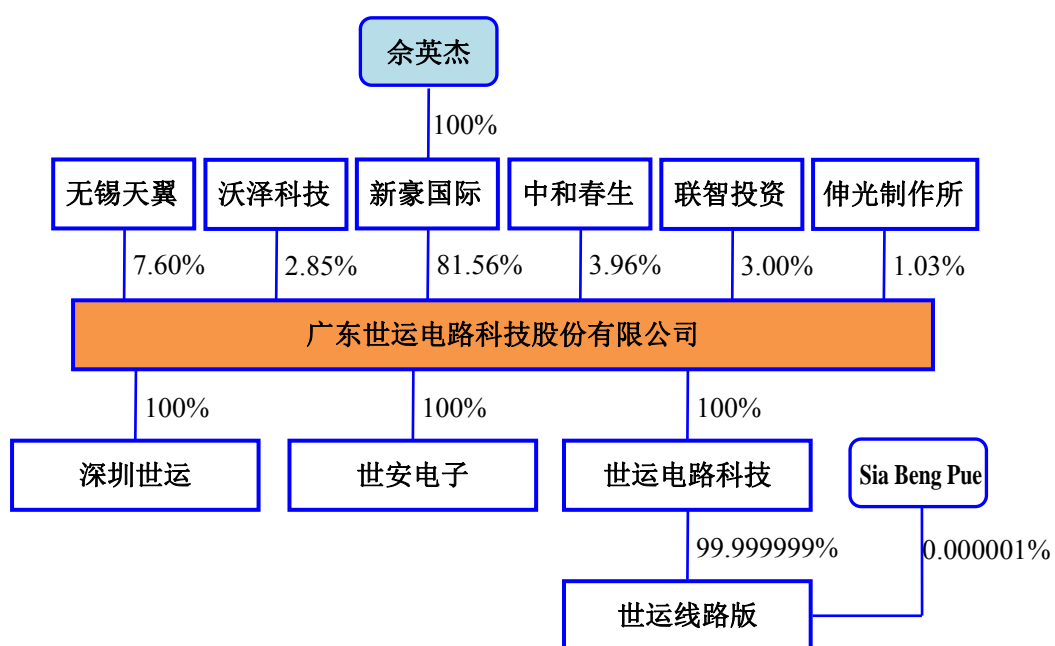 佘英杰
100%
无锡天翼
沃泽科技
新豪国际
中和春生
联智投资
伸光制作所
7.60%
2.85%
81.56%
3.96%
3.00%
1.03%
广东世运电路科技股份有限公司
100%
100%
100%
深圳世运
世安电子
世运电路科技
Sia Beng Pue
99.999999%
0.000001%
世运线路版